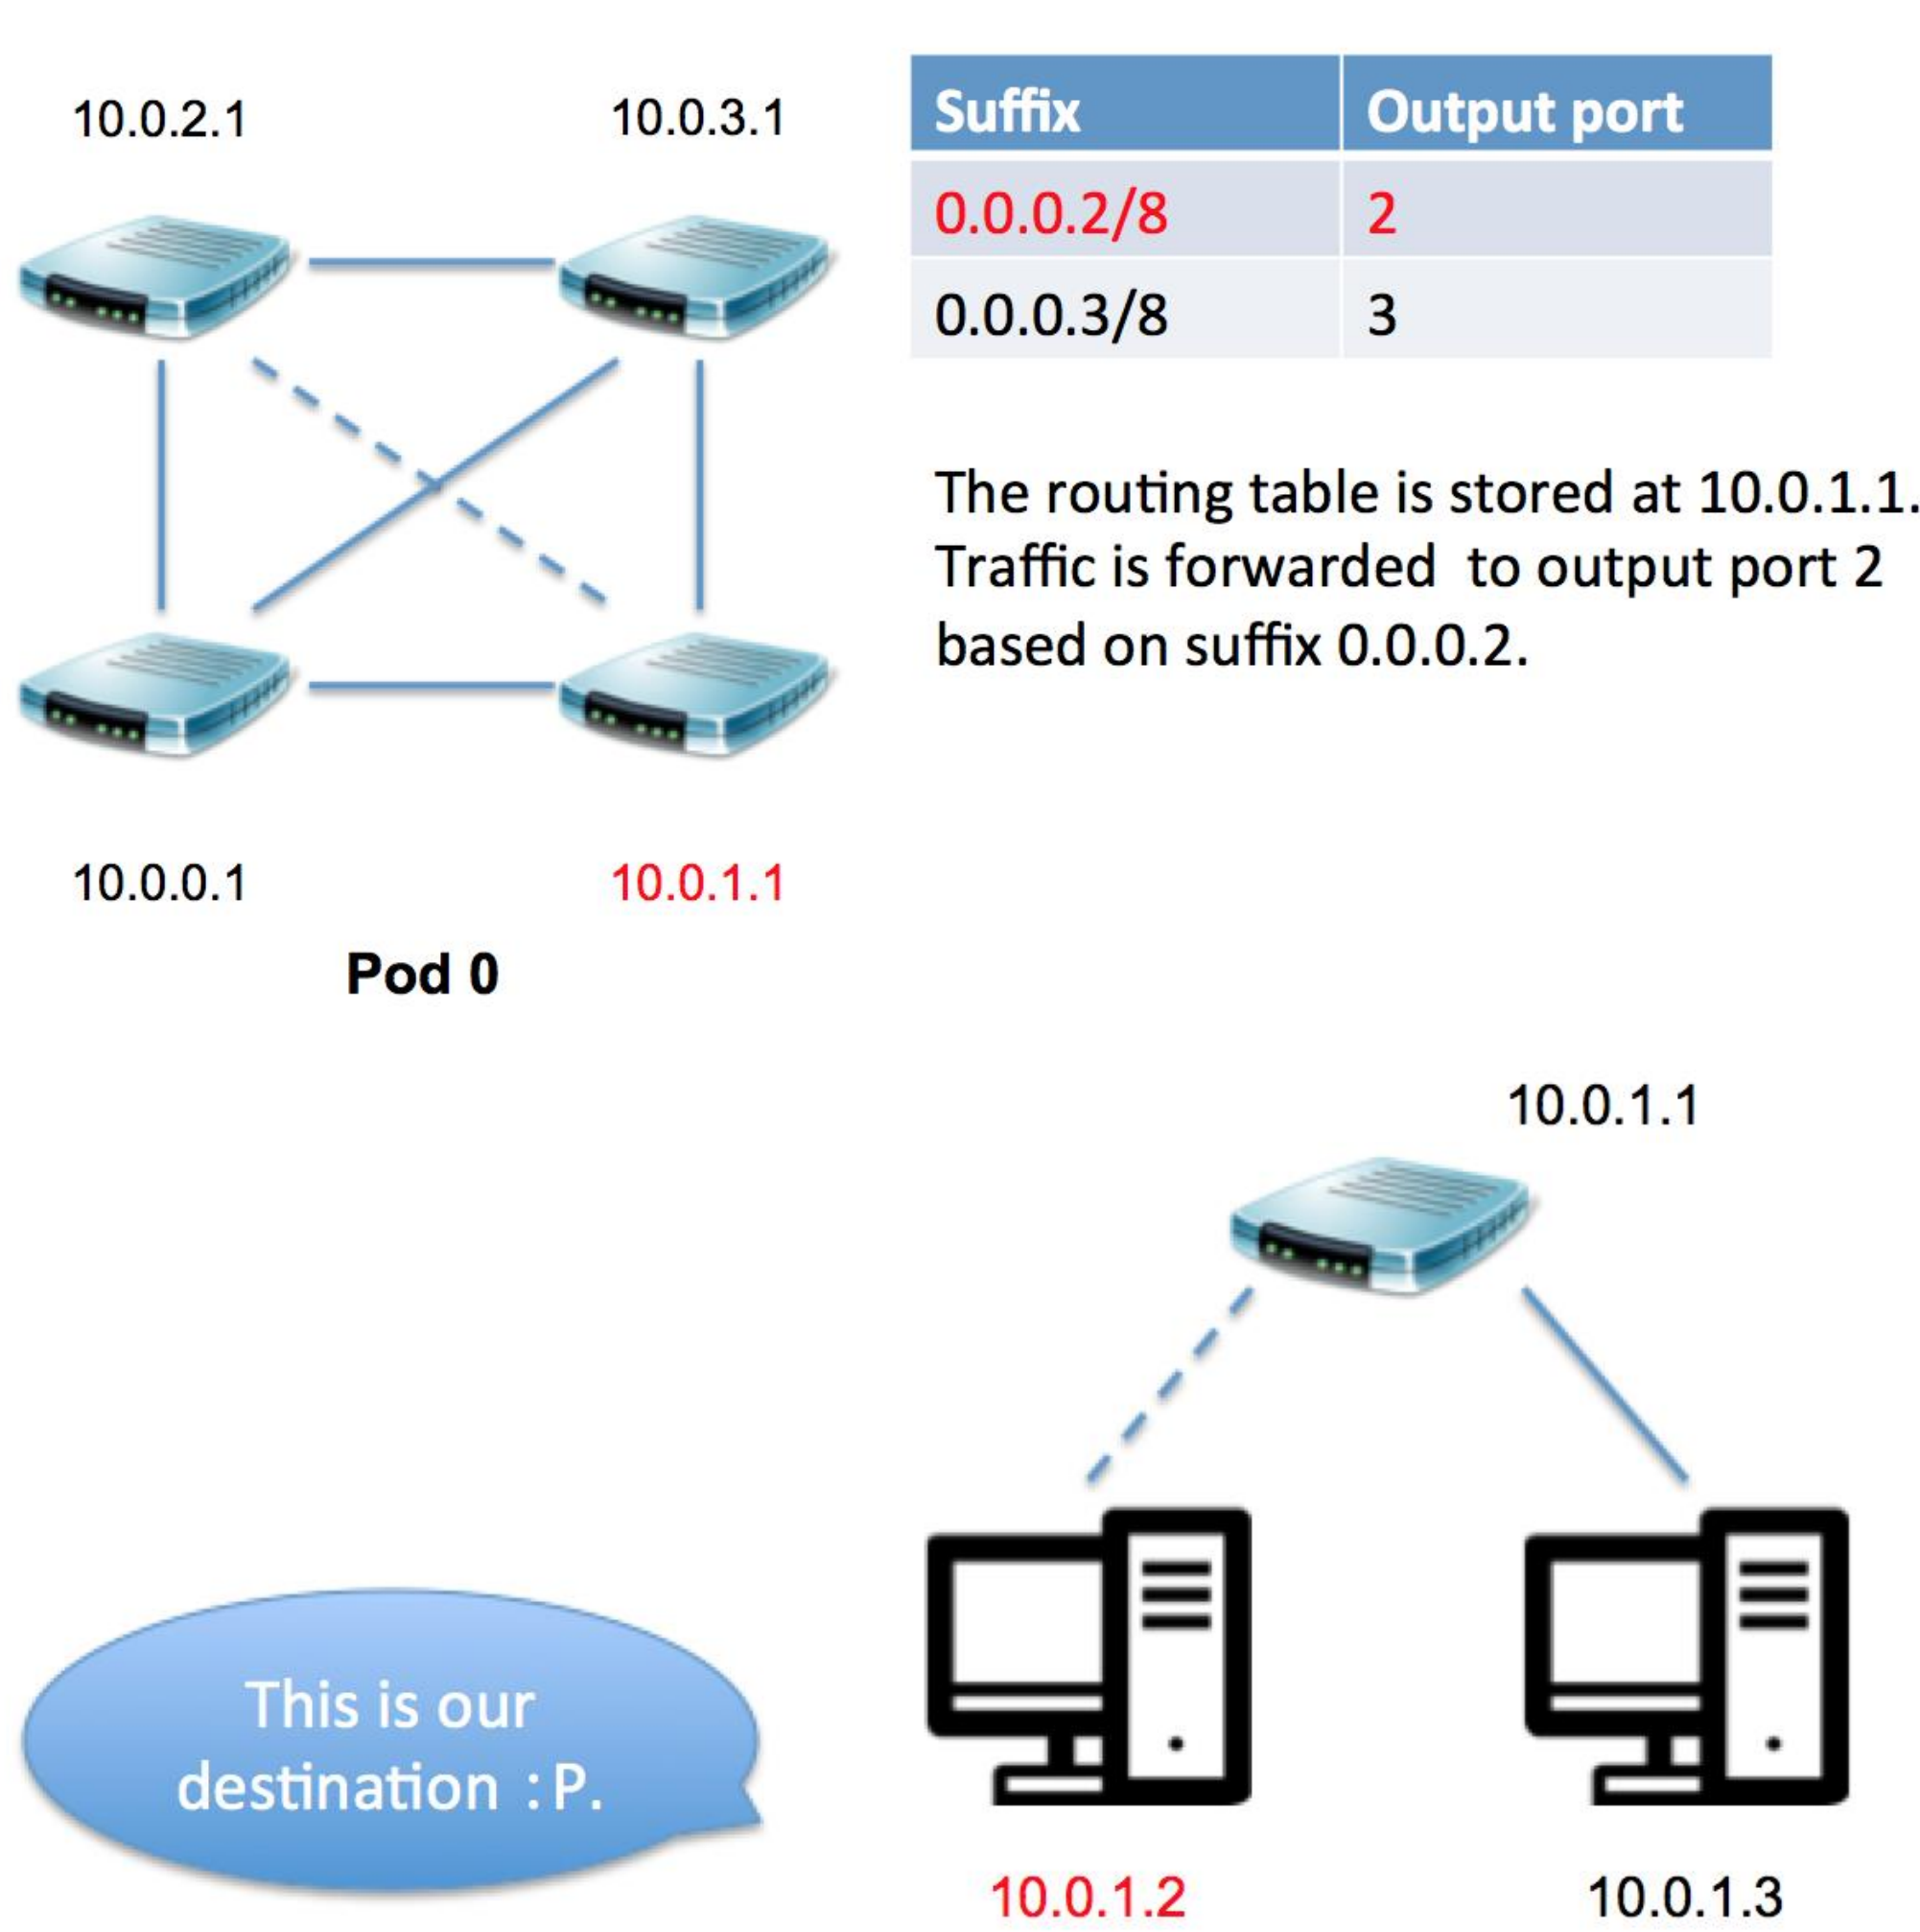 10.0.2.1
10.0.3.1
Suffix Output port
0.0.0.2/8 2
0.0.0.3/8 3
The routing table is stored at 10.0.1.1.
Traffic is forwarded  to output port 2
based on suffix 0.0.0.2.
10.0.0.1
10.0.1.1
Pod 0
10.0.1.1
This is our
destination :P.
10.0.1.2
10.0.1.3